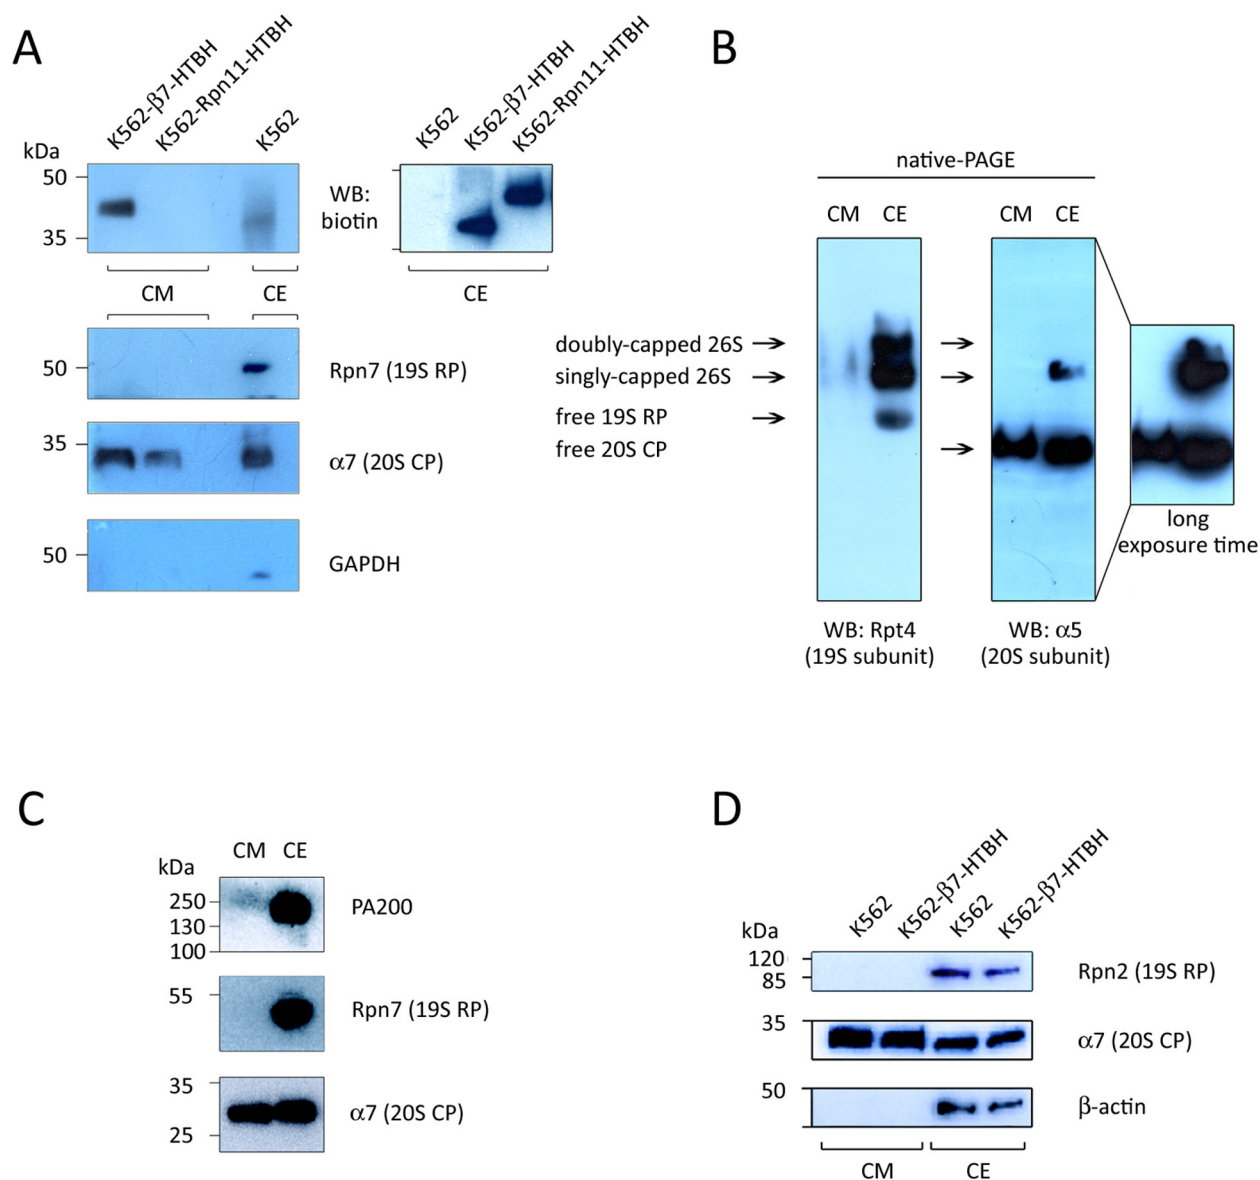 A
K562-β7-HTBH
K562-Rpn11-HTBH
K562
K562
K562-β7-HTBH
K562-Rpn11-HTBH
kDa
50
35
WB:
biotin
CM
CE
CE
50
Rpn7 (19S RP)
35
α7 (20S CP)
50
GAPDH
B
native-PAGE
CM
CE
CM
CE
doubly-capped 26S
singly-capped 26S
free 19S RP
free 20S CP
long
exposure time
WB: Rpt4
(19S subunit)
WB: α5
(20S subunit)
C
CM
CE
kDa
250
130
100
PA200
55
Rpn7 (19S RP)
35
25
α7 (20S CP)
D
K562
K562-β7-HTBH
K562
K562-β7-HTBH
kDa
120
85
Rpn2 (19S RP)
35
α7 (20S CP)
50
β-actin
CM
CE